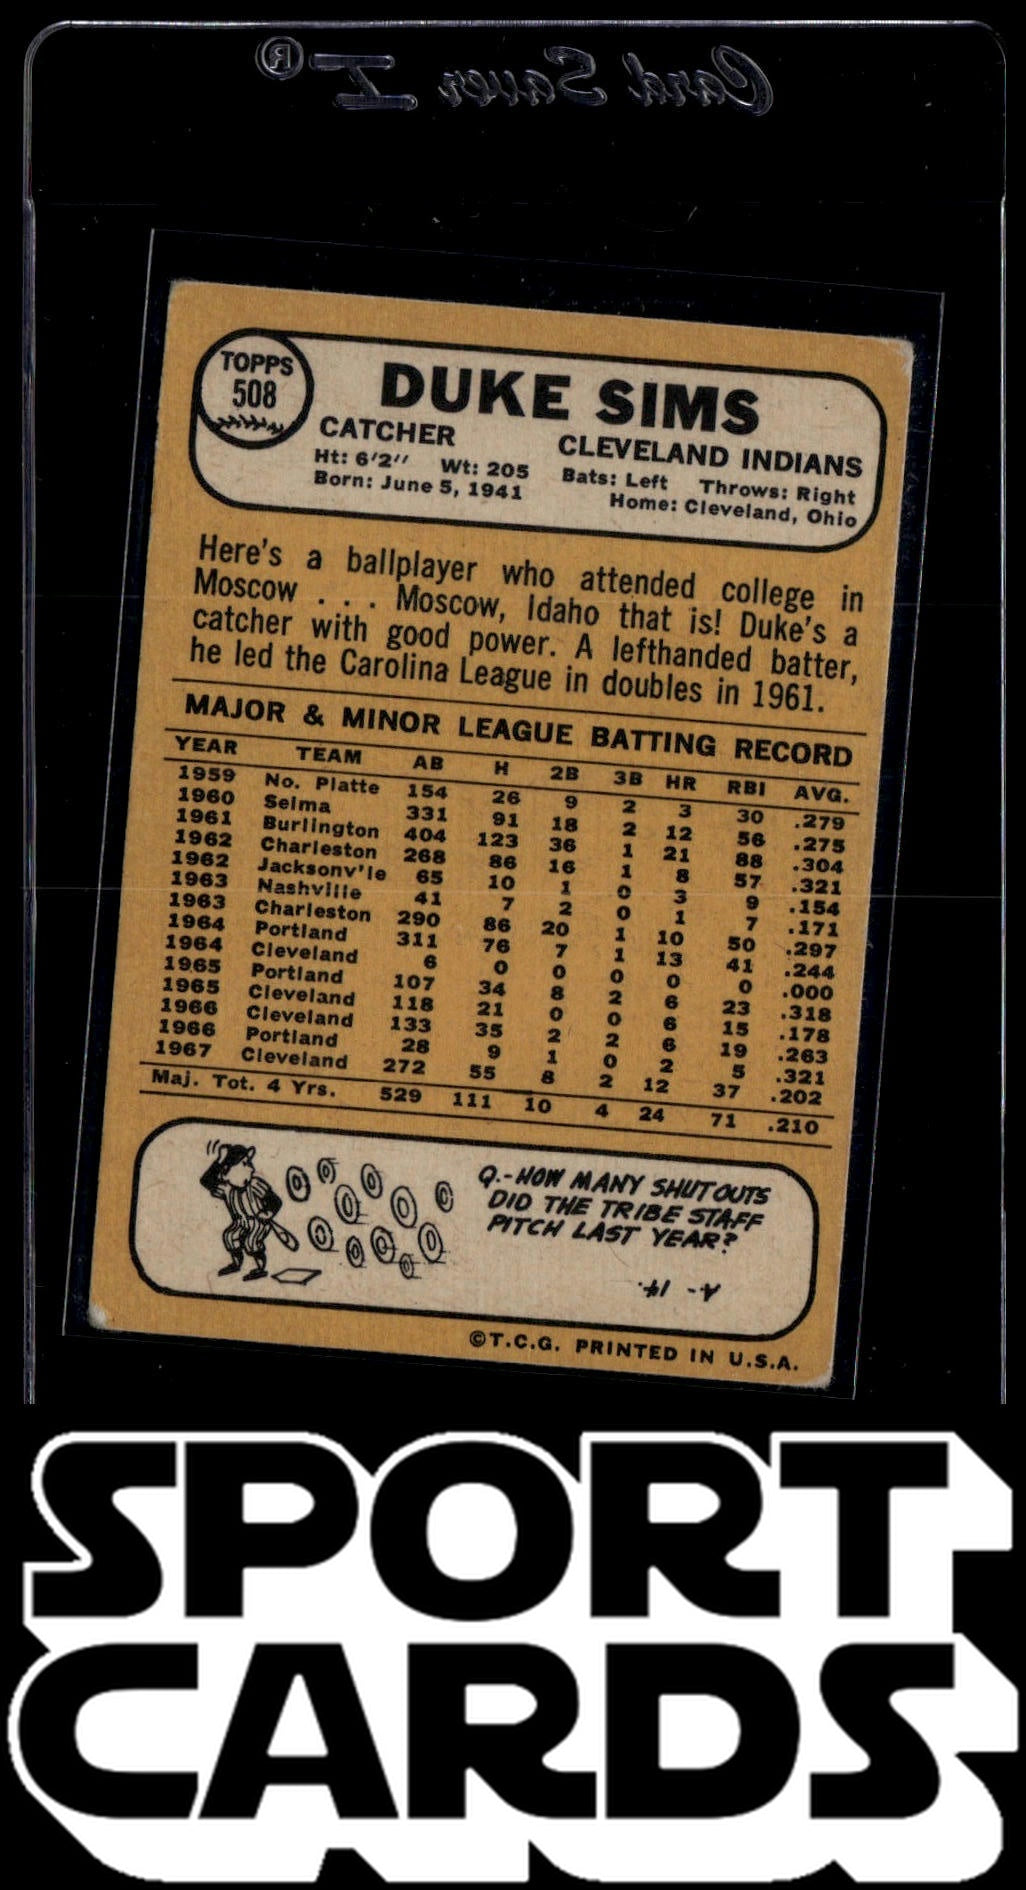 Card Saver I®
TOPPS
508
DUKE SIMS
CATCHER CLEVELAND INDIANS
Ht: 6'2" Wt: 205 Bats: Left Throws: Right
Born: June 5, 1941 Home: Cleveland, Ohio
Here's a ballplayer who attended college in
Moscow . . . Moscow, Idaho that is! Duke's a
catcher with good power. A lefthanded batter,
he led the Carolina League in doubles in 1961.
MAJOR & MINOR LEAGUE BATTING RECORD
YEAR TEAM AB H 2B 3B HR RBI AVG.
1959 No. Platte 154 26 9 2 3 30 .279
1960 Selma 331 91 18 2 12 56 .275
1961 Burlington 404 123 36 1 21 88 .304
1962 Charleston 268 86 16 1 8 57 .321
1962 Jacksonv'le 65 10 1 0 3 9 .154
1963 Nashville 41 7 2 0 1 7 .171
1963 Charleston 290 86 20 1 10 50 .297
1964 Portland 311 76 7 1 13 41 .244
1964 Cleveland 6 0 0 0 0 0 .000
1965 Portland 107 34 8 2 6 23 .318
1965 Cleveland 118 21 0 0 6 15 .178
1966 Cleveland 133 35 2 2 6 19 .263
1966 Portland 28 9 1 0 2 5 .321
1967 Cleveland 272 55 8 2 12 37 .202
Maj. Tot. 4 Yrs. 529 111 10 4 24 71 .210
Q.-HOW MANY SHUTOUTS
DID THE TRIBE STAFF
PITCH LAST YEAR?
A- 14.
©T.C.G. PRINTED IN U.S.A.
SPORT
CARDS